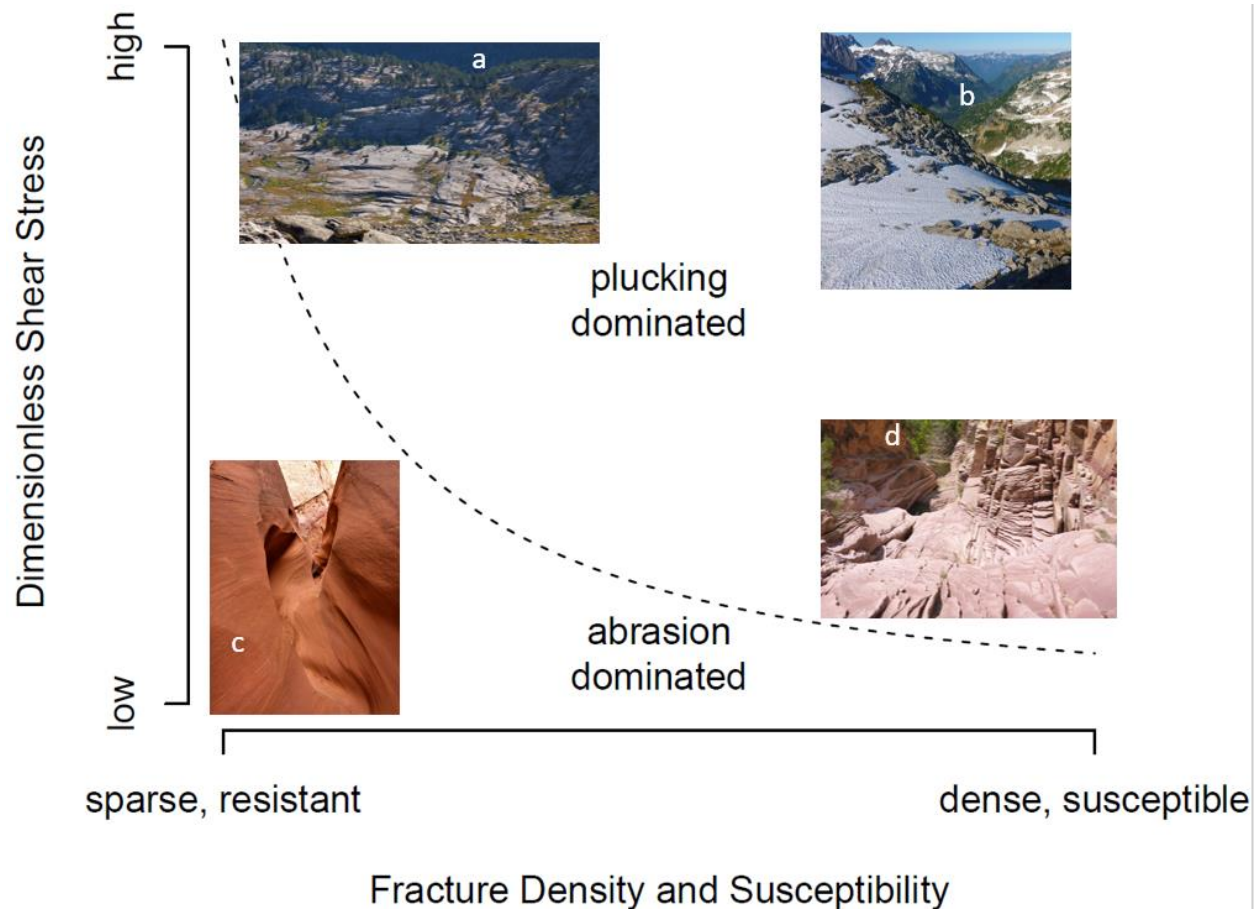 high
a
b
Dimensionless Shear Stress
plucking
dominated
d
c
abrasion
dominated
low
sparse, resistant
dense, susceptible
Fracture Density and Susceptibility